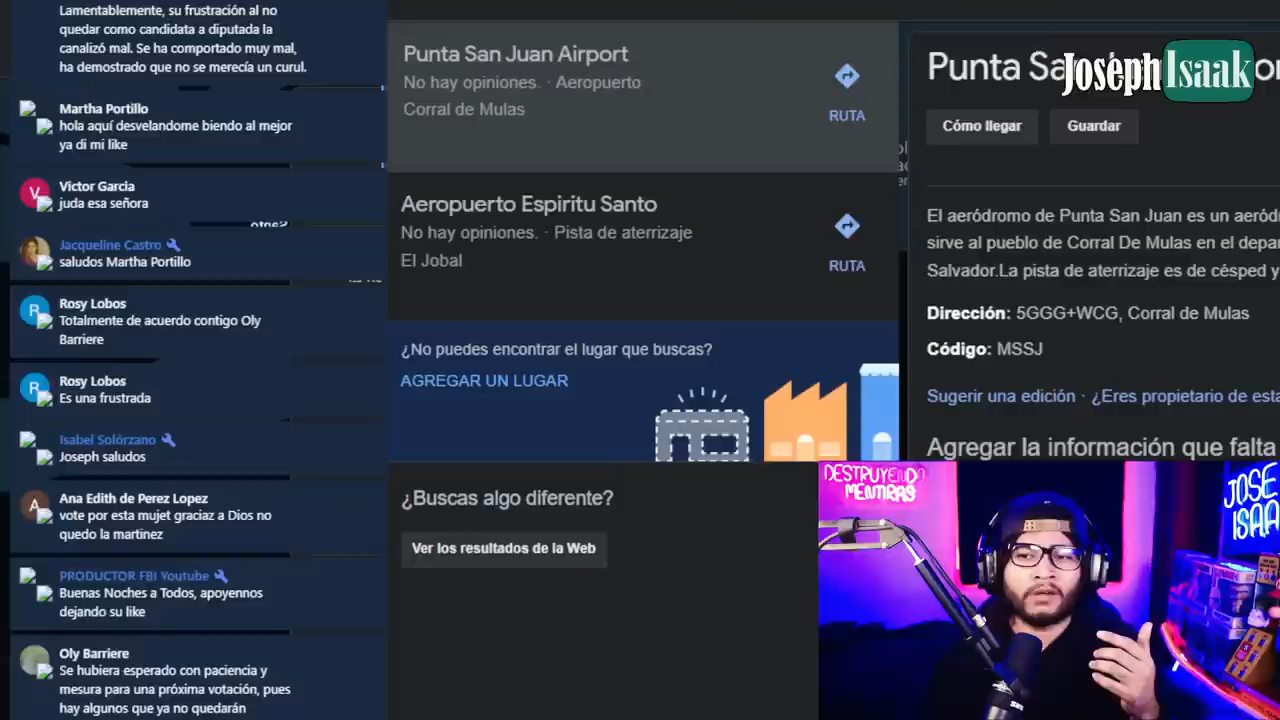 Lamentablemente, su frustración al no
quedar como candidata a diputada la
canalizó mal. Se ha comportado muy mal,
ha demostrado que no se merecía un curul.
Martha Portillo
hola aquí desvelandome biendo al mejor
ya di mi like
V
Victor Garcia
juda esa señora
Jacqueline Castro
saludos Martha Portillo
R
Rosy Lobos
Totalmente de acuerdo contigo Oly
Barriere
R
Rosy Lobos
Es una frustrada
Isabel Solórzano
Joseph saludos
A
Ana Edith de Perez Lopez
vote por esta mujet graciaz a Dios no
quedo la martinez
PRODUCTOR FBI Youtube
Buenas Noches a Todos, apoyennos
dejando su like
Oly Barriere
Se hubiera esperado con paciencia y
mesura para una próxima votación, pues
hay algunos que ya no quedarán
Punta San Juan Airport
No hay opiniones. · Aeropuerto
Corral de Mulas
RUTA
Aeropuerto Espiritu Santo
No hay opiniones. · Pista de aterrizaje
El Jobal
RUTA
¿No puedes encontrar el lugar que buscas?
AGREGAR UN LUGAR
¿Buscas algo diferente?
Ver los resultados de la Web
Punta Sa
Joseph Isaak
Cómo llegar
Guardar
El aeródromo de Punta San Juan es un aeród
sirve al pueblo de Corral De Mulas en el depar
Salvador.La pista de aterrizaje es de césped y
Dirección: 5GGG+WCG, Corral de Mulas
Código: MSSJ
Sugerir una edición · ¿Eres propietario de esta
Agregar la información que falta
DESTRUYENDO
MENTIRAS
JOSE
ISAA